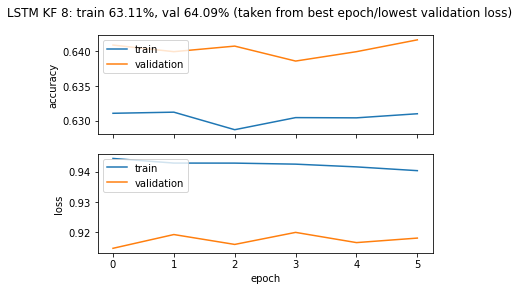 LSTM KF 8: train 63.11%, val 64.09% (taken from best epoch/lowest validation loss)
0.640
0.635
0.630
accuracy
train
validation
0.94
0.93
0.92
loss
train
validation
0 1 2 3 4 5
epoch